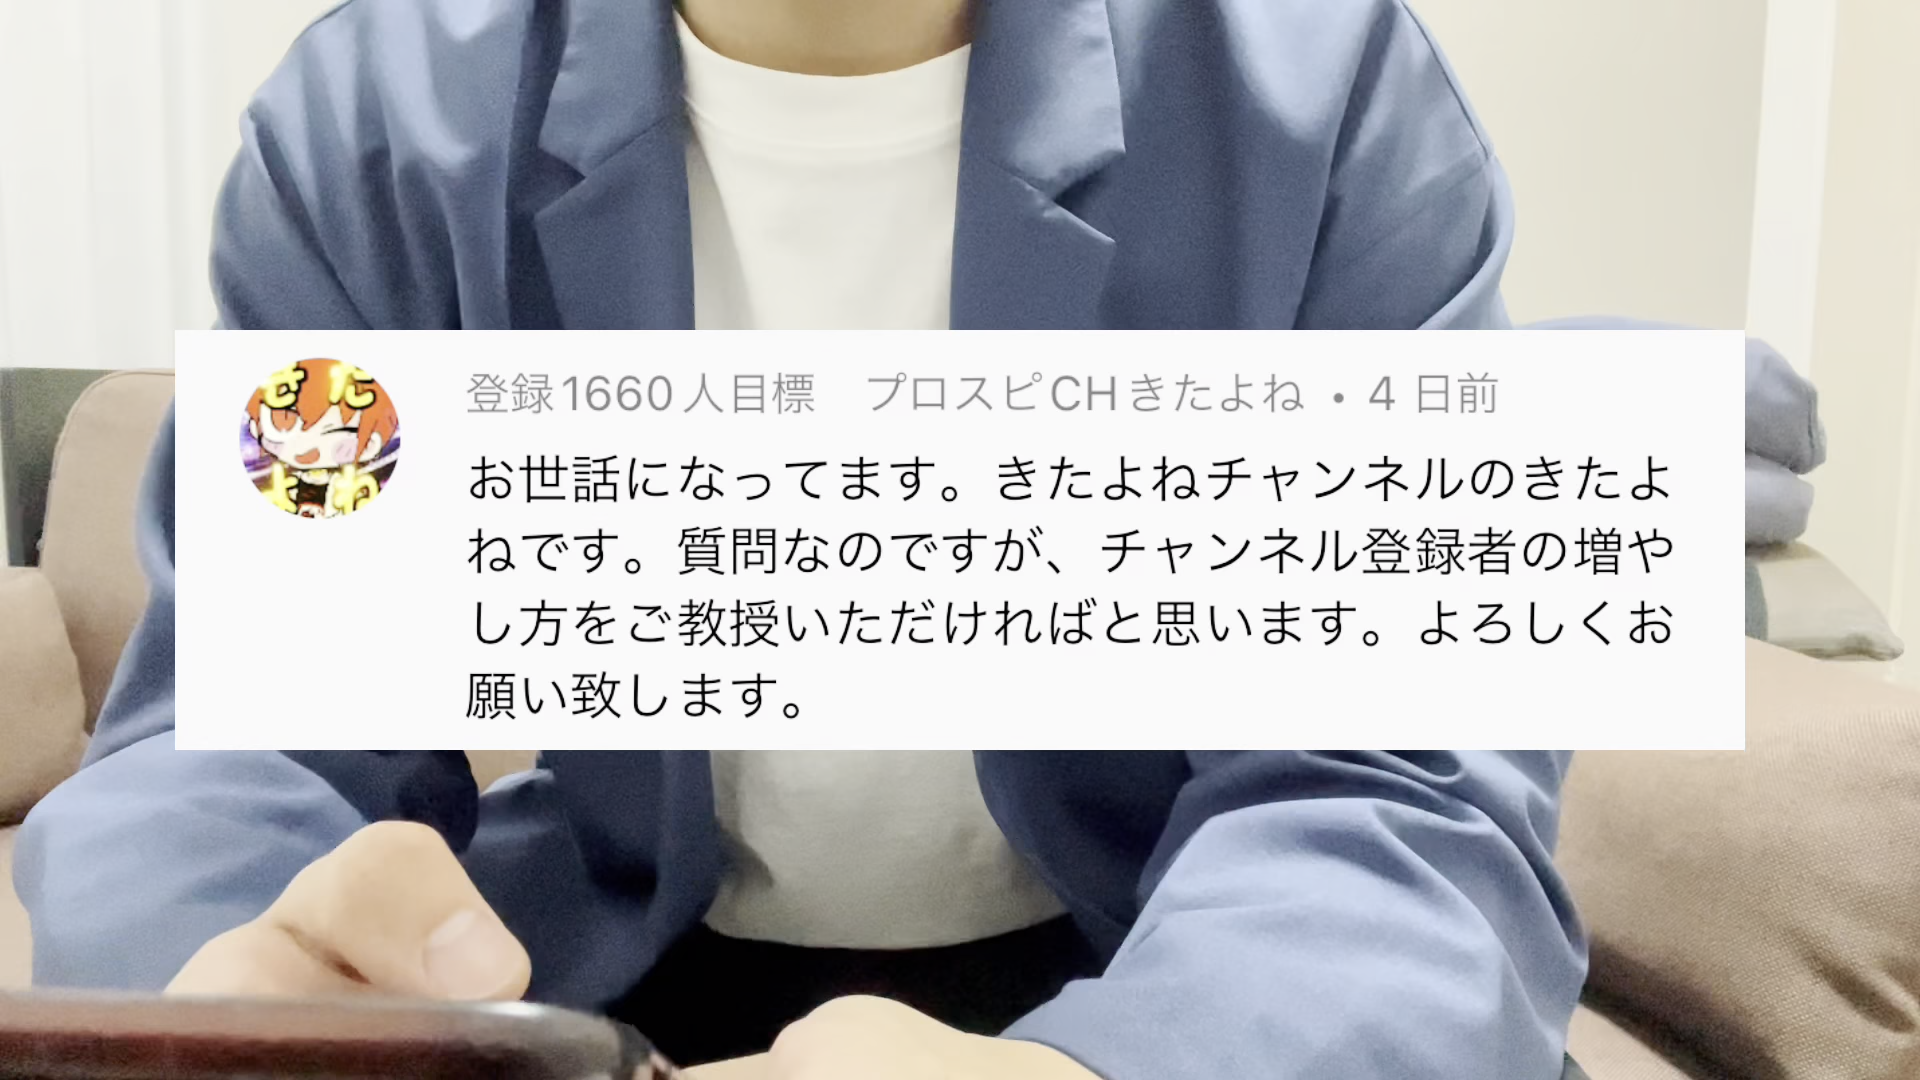 きた
よね
登録1660人目標　プロスピCHきたよね・4 日前
お世話になってます。きたよねチャンネルのきたよ
ねです。質問なのですが、チャンネル登録者の増や
し方をご教授いただければと思います。よろしくお
願い致します。